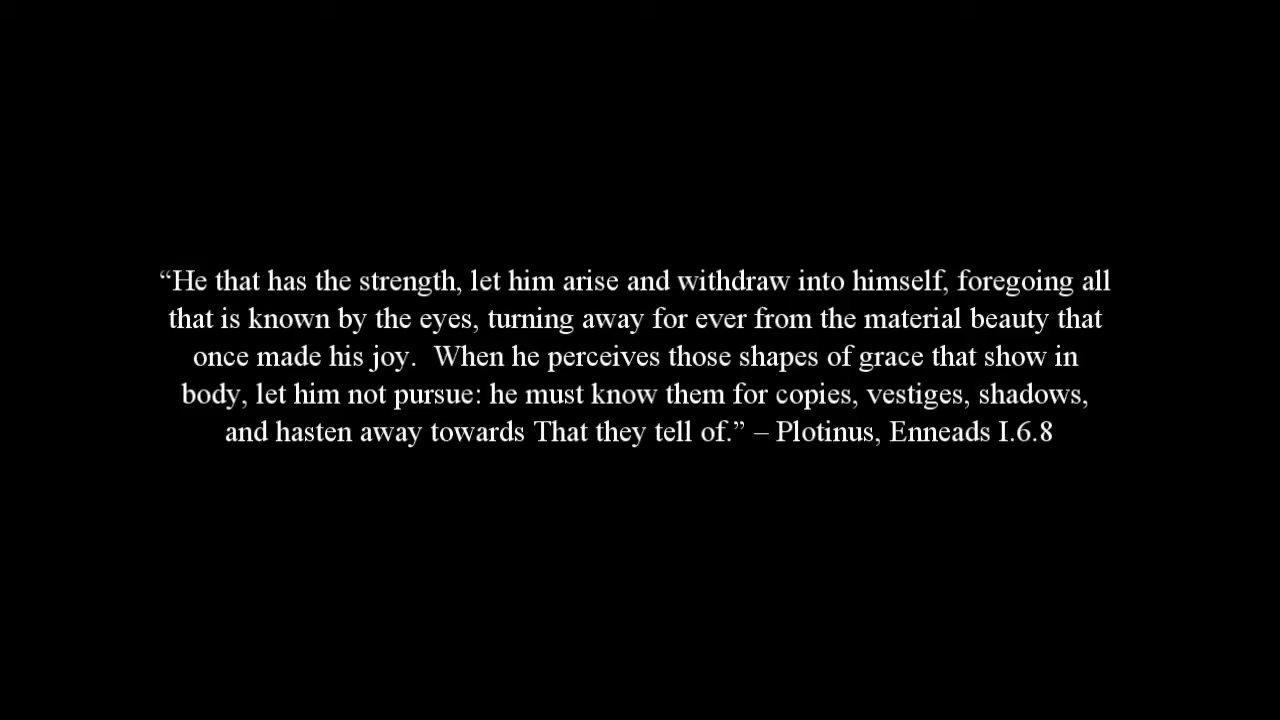 “He that has the strength, let him arise and withdraw into himself, foregoing all
that is known by the eyes, turning away for ever from the material beauty that
once made his joy.  When he perceives those shapes of grace that show in
body, let him not pursue: he must know them for copies, vestiges, shadows,
and hasten away towards That they tell of.” – Plotinus, Enneads I.6.8